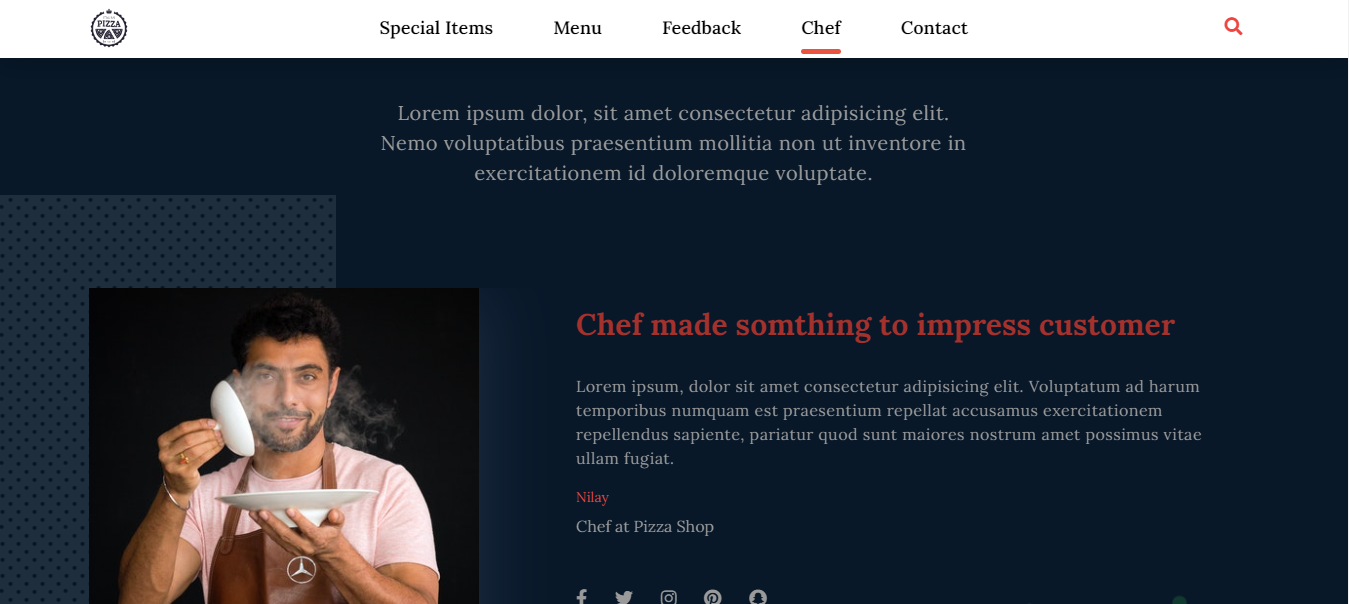 PIZZA
Special Items Menu Feedback Chef Contact
Lorem ipsum dolor, sit amet consectetur adipisicing elit.
Nemo voluptatibus praesentium mollitia non ut inventore in
exercitationem id doloremque voluptate.
Chef made somthing to impress customer
Lorem ipsum, dolor sit amet consectetur adipisicing elit. Voluptatum ad harum
temporibus numquam est praesentium repellat accusamus exercitationem
repellendus sapiente, pariatur quod sunt maiores nostrum amet possimus vitae
ullam fugiat.
Nilay
Chef at Pizza Shop